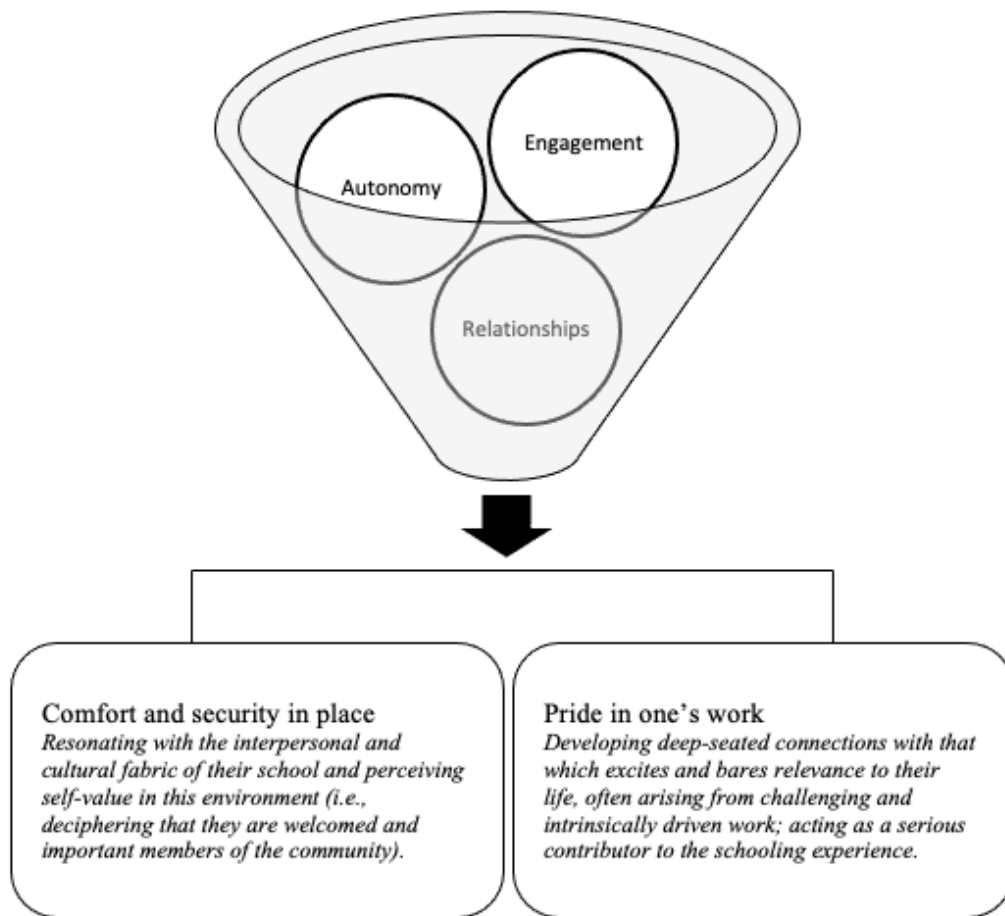 Engagement
Autonomy
Relationships
Comfort and security in place
Resonating with the interpersonal and
cultural fabric of their school and perceiving
self-value in this environment (i.e.,
deciphering that they are welcomed and
important members of the community).
Pride in one’s work
Developing deep-seated connections with that
which excites and bares relevance to their
life, often arising from challenging and
intrinsically driven work; acting as a serious
contributor to the schooling experience.